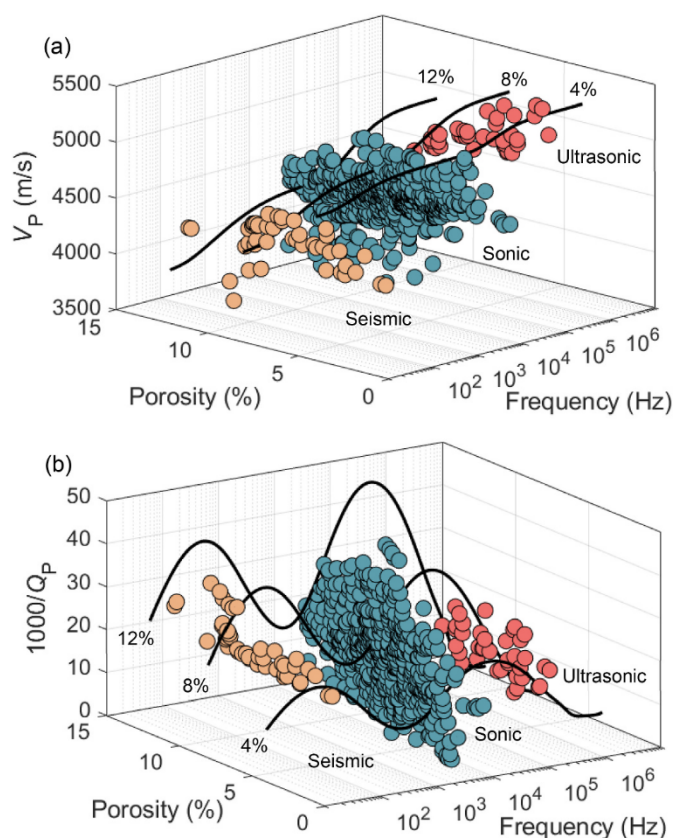 (a)
5500
5000
4500
4000
3500
V_P (m/s)
12%
8%
4%
Ultrasonic
Sonic
Seismic
15
10
5
0
Porosity (%)
10^2
10^3
10^4
10^5
10^6
Frequency (Hz)
(b)
50
40
30
20
10
0
1000/Q_P
12%
8%
4%
Ultrasonic
Sonic
Seismic
15
10
5
0
Porosity (%)
10^2
10^3
10^4
10^5
10^6
Frequency (Hz)